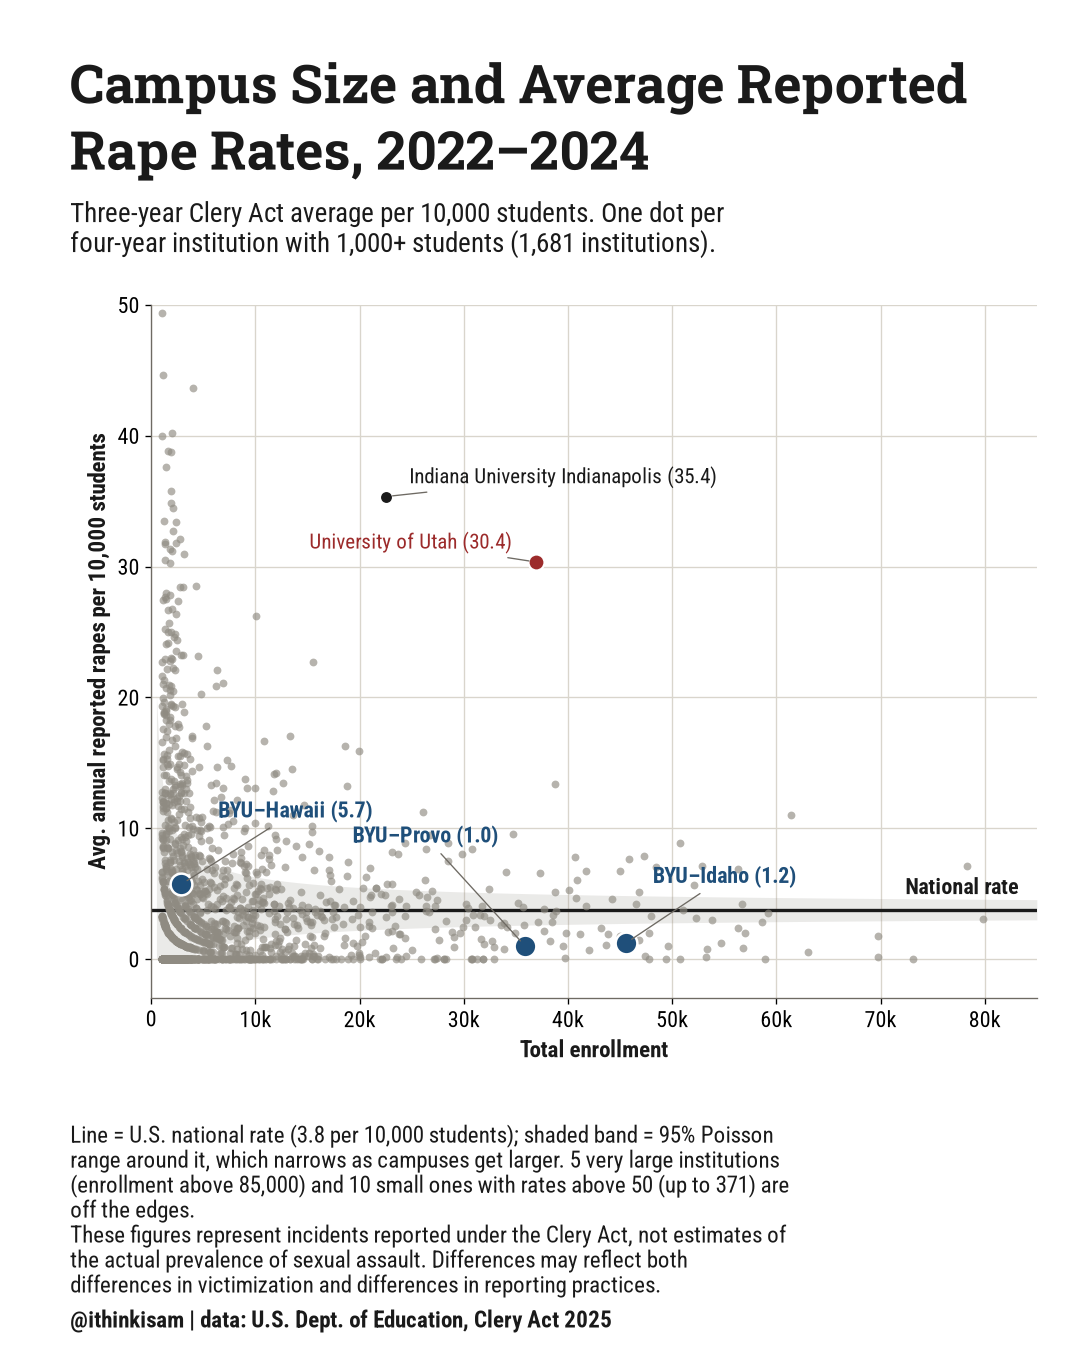 Campus Size and Average Reported
Rape Rates, 2022–2024
Three-year Clery Act average per 10,000 students. One dot per
four-year institution with 1,000+ students (1,681 institutions).
50
40
30
20
10
0
Avg. annual reported rapes per 10,000 students
Indiana University Indianapolis (35.4)
University of Utah (30.4)
BYU–Hawaii (5.7)
BYU–Provo (1.0)
BYU–Idaho (1.2)
National rate
0 10k 20k 30k 40k 50k 60k 70k 80k
Total enrollment
Line = U.S. national rate (3.8 per 10,000 students); shaded band = 95% Poisson
range around it, which narrows as campuses get larger. 5 very large institutions
(enrollment above 85,000) and 10 small ones with rates above 50 (up to 371) are
off the edges.
These figures represent incidents reported under the Clery Act, not estimates of
the actual prevalence of sexual assault. Differences may reflect both
differences in victimization and differences in reporting practices.
@ithinkisam | data: U.S. Dept. of Education, Clery Act 2025